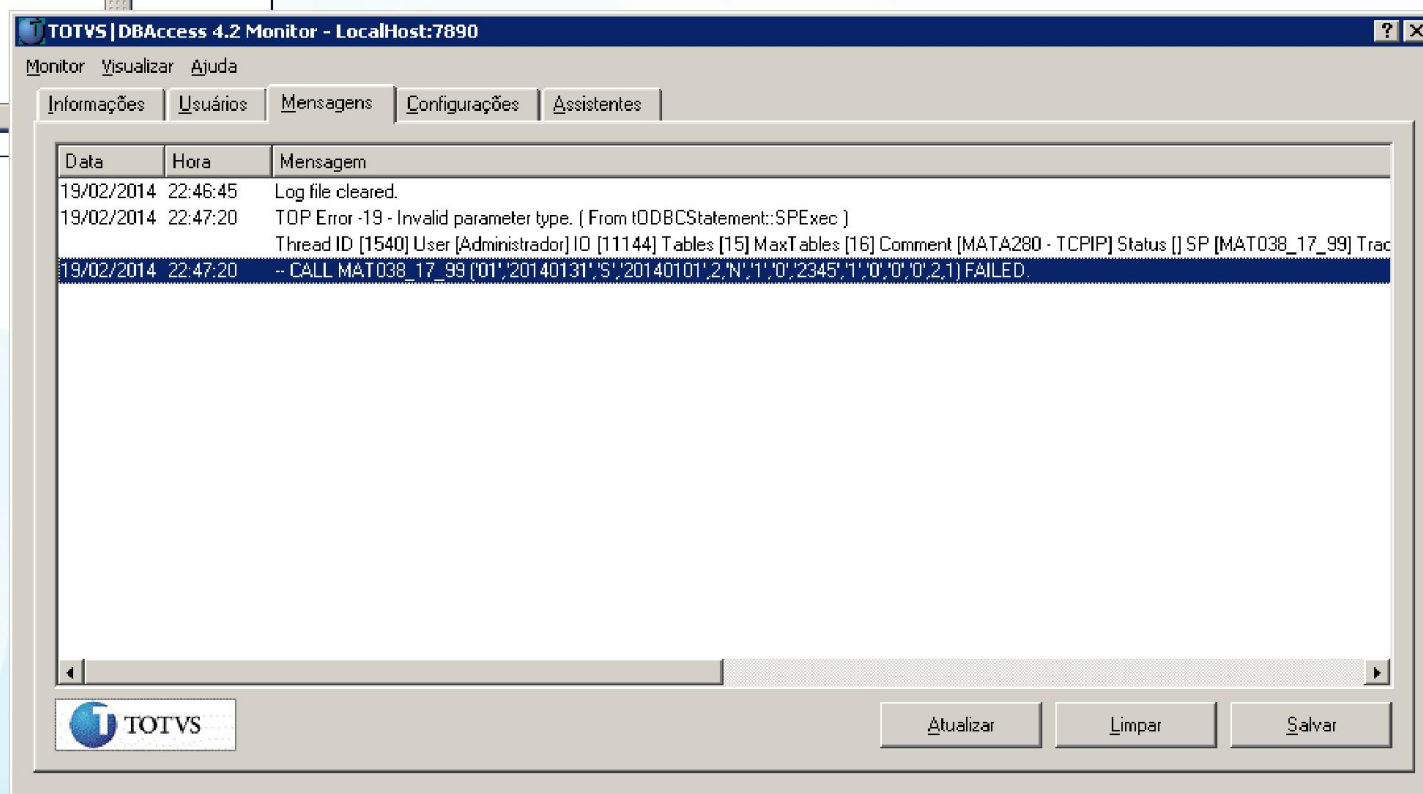 TOTVS | DBAccess 4.2 Monitor - LocalHost:7890
Monitor Visualizar Ajuda
Informações Usuários Mensagens Configurações Assistentes
Data Hora Mensagem
19/02/2014 22:46:45 Log file cleared.
19/02/2014 22:47:20 TOP Error -19 - Invalid parameter type. ( From tODBCStatement::SPExec )
Thread ID [1540] User [Administrador] IO [11144] Tables [15] MaxTables [16] Comment [MATA280 - TCPIP] Status [] SP [MAT038_17_99] Trac
19/02/2014 22:47:20 -- CALL MAT038_17_99 ('01','20140131','S','20140101',2,'N','1','0','2345','1','0','0','0',2,1) FAILED.
TOTVS
Atualizar Limpar Salvar